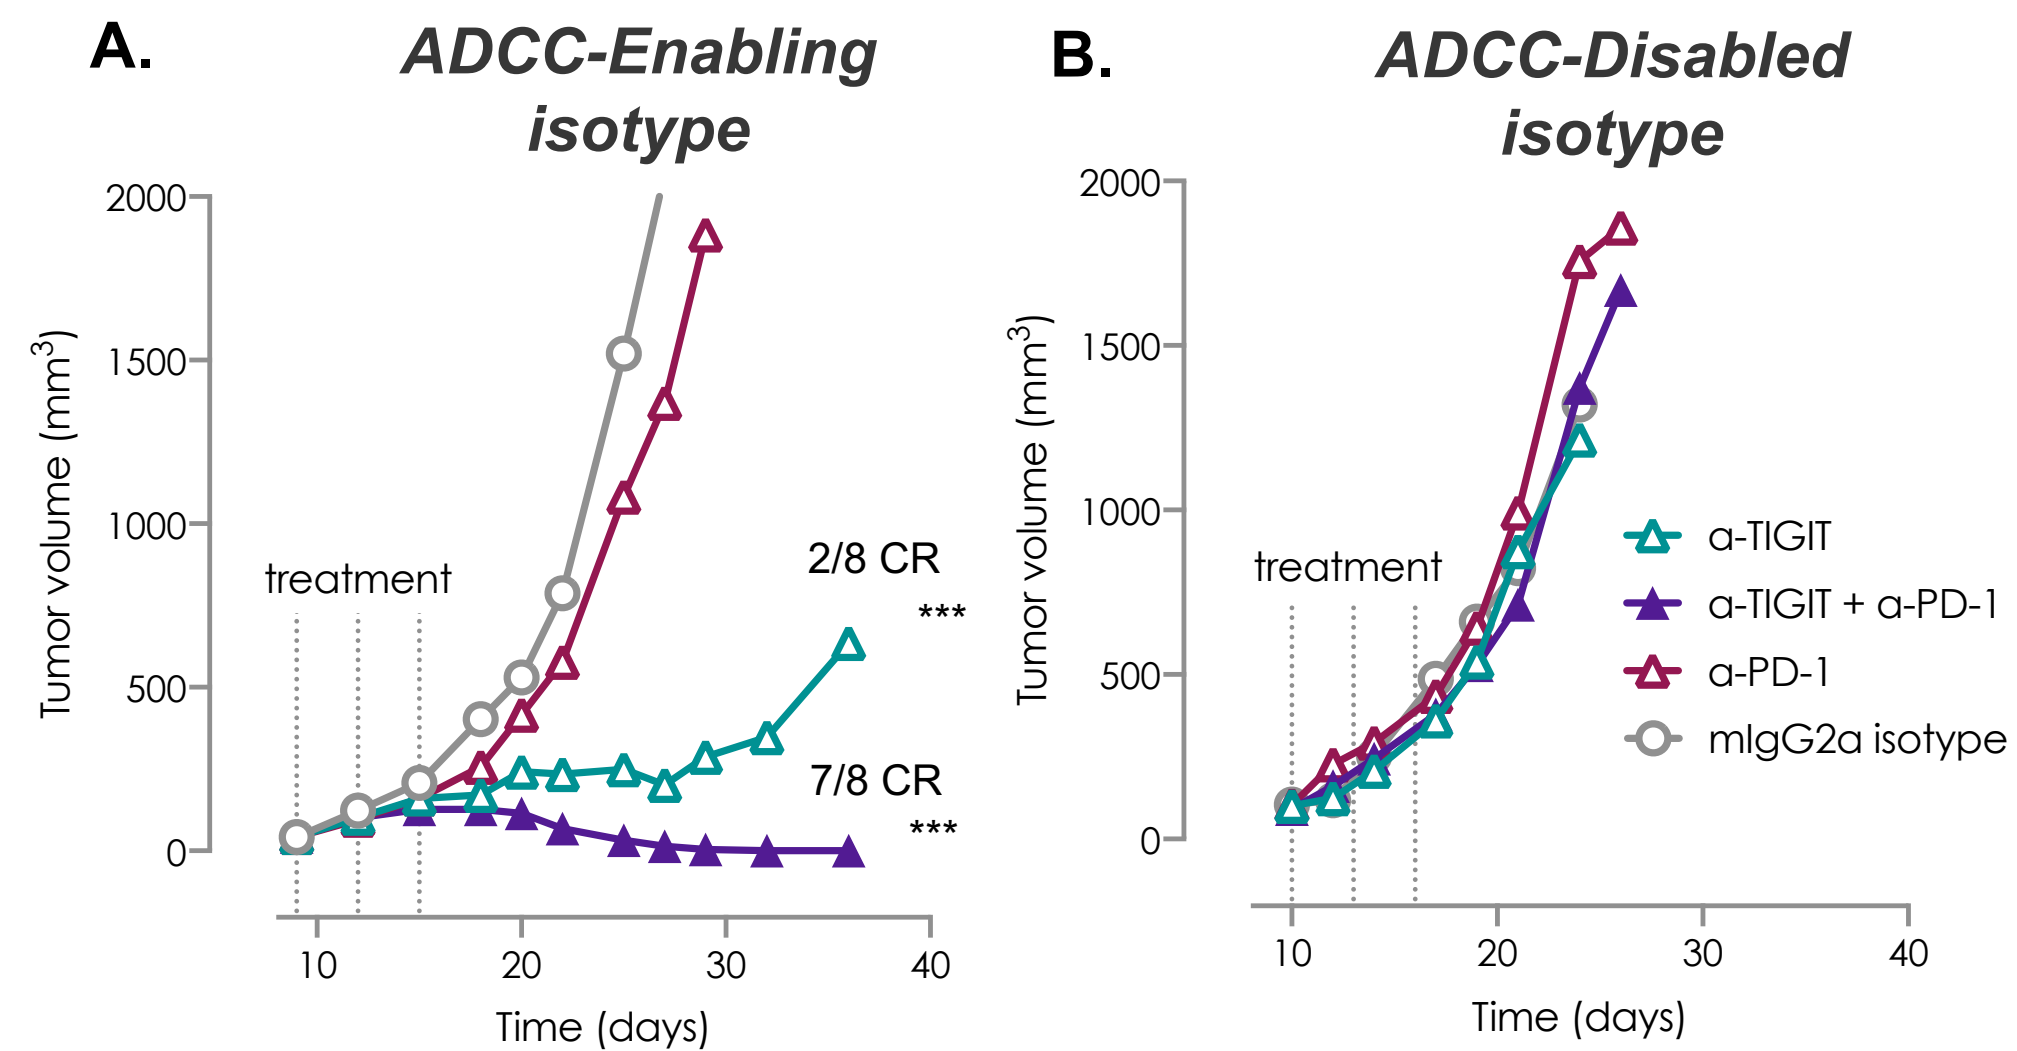 A.
ADCC-Enabling
isotype
2000
1500
1000
500
0
Tumor volume (mm³)
treatment
2/8 CR
***
7/8 CR
***
10
20
30
40
Time (days)
B.
ADCC-Disabled
isotype
2000
1500
1000
500
0
Tumor volume (mm³)
treatment
a-TIGIT
a-TIGIT + a-PD-1
a-PD-1
mIgG2a isotype
10
20
30
40
Time (days)